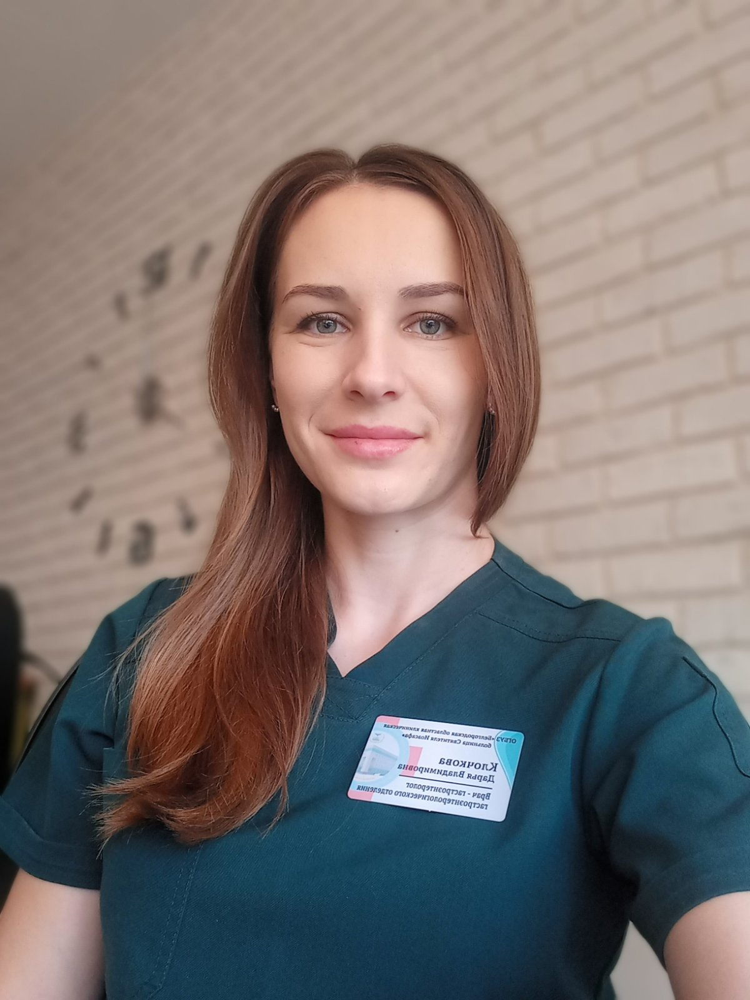 ОГБУЗ «Белгородская областная клиническая
больница Святителя Иоасафа»
Клочкова
Дарья Владимировна
Врач - гастроэнтеролог
гастроэнтерологического отделения